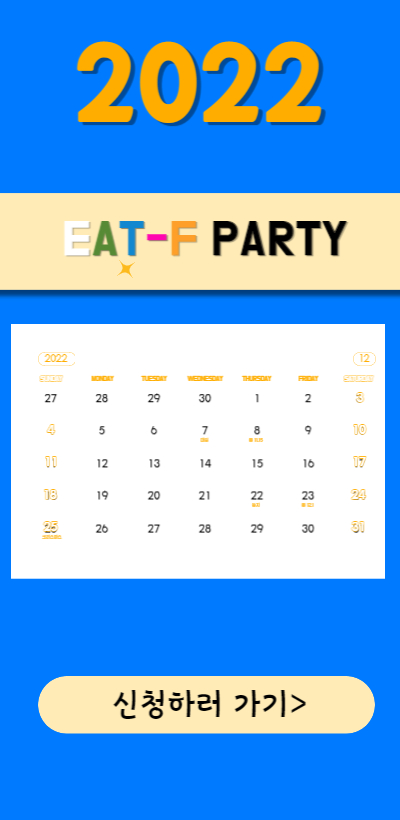 2022
EAT-F PARTY
2022 12
SUNDAY MONDAY TUESDAY WEDNESDAY THURSDAY FRIDAY SATURDAY
27 28 29 30 1 2 3
4 5 6 7 8 9 10
11 12 13 14 15 16 17
18 19 20 21 22 23 24
25 26 27 28 29 30 31
신청하러 가기>